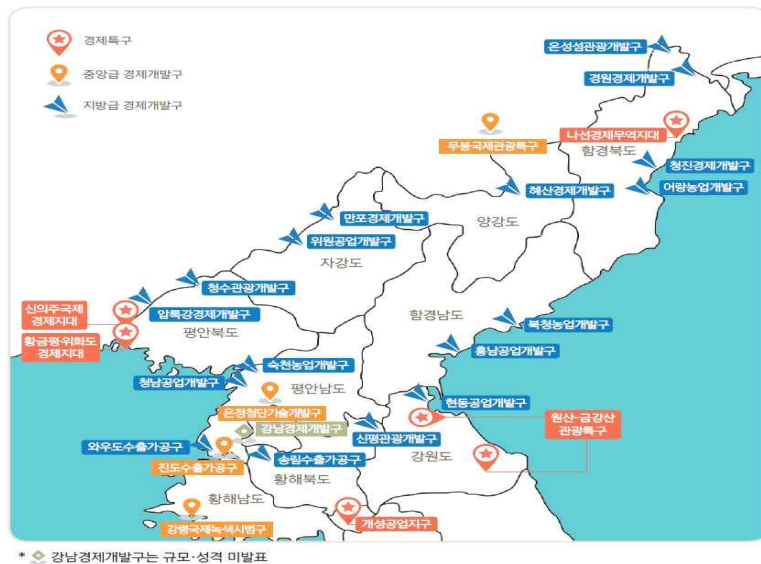 경제특구
중앙급 경제개발구
지방급 경제개발구
온성섬관광개발구
경원경제개발구
나선경제무역지대
무봉국제관광특구
함경북도
청진경제개발구
어랑농업개발구
혜산경제개발구
양강도
만포경제개발구
위원공업개발구
자강도
청수관광개발구
신의주국제
경제지대
압록강경제개발구
황금평·위화도
경제지대
평안북도
함경남도
북청농업개발구
흥남공업개발구
숙천농업개발구
청남공업개발구
평안남도
현동공업개발구
온정첨단기술개발구
강남경제개발구
원산-금강산
관광특구
신평관광개발구
와우도수출가공구
강원도
진도수출가공구
송림수출가공구
황해북도
황해남도
강령국제녹색시범구
개성공업지구
* 강남경제개발구는 규모·성격 미발표